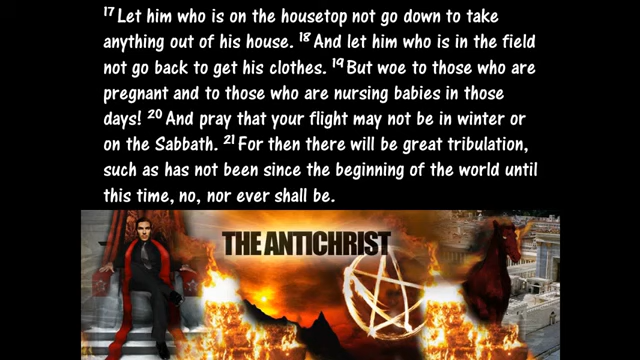 17 Let him who is on the housetop not go down to take
anything out of his house. 18 And let him who is in the field
not go back to get his clothes. 19 But woe to those who are
pregnant and to those who are nursing babies in those
days! 20 And pray that your flight may not be in winter or
on the Sabbath. 21 For then there will be great tribulation,
such as has not been since the beginning of the world until
this time, no, nor ever shall be.
THE ANTICHRIST